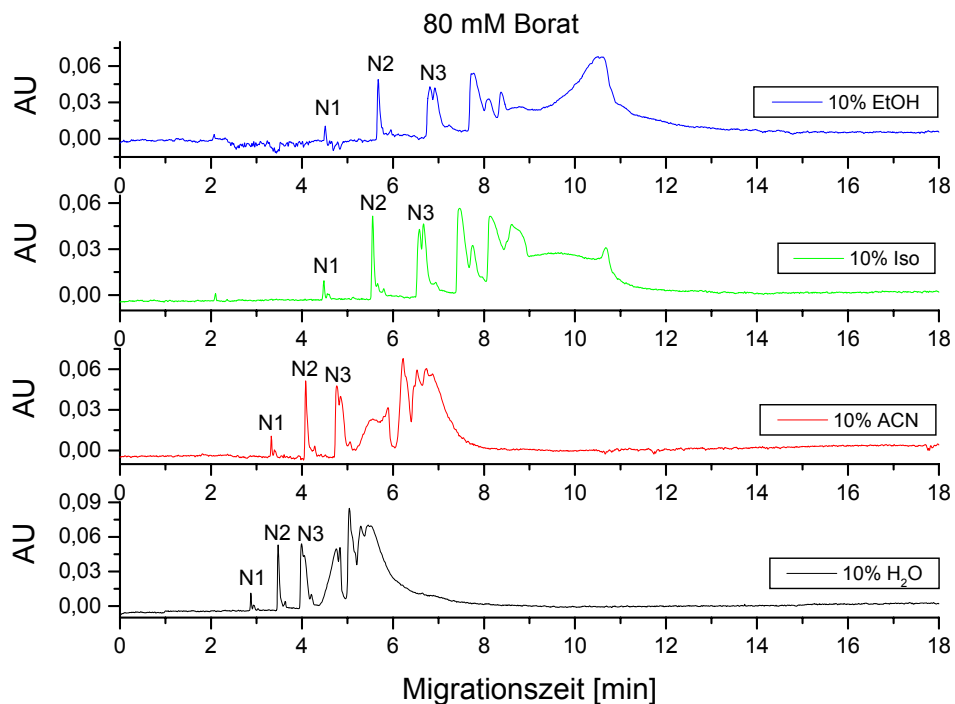 80 mM Borat
AU
0,06
0,03
0,00
N1
N2
N3
10% EtOH
0 2 4 6 8 10 12 14 16 18
0,06
0,03
0,00
N1
N2
N3
10% Iso
0 2 4 6 8 10 12 14 16 18
AU
0,06
0,03
0,00
N1
N2
N3
10% ACN
0 2 4 6 8 10 12 14 16 18
AU
0,09
0,06
0,03
0,00
N1
N2
N3
10% H₂O
0 2 4 6 8 10 12 14 16 18
Migrationszeit [min]